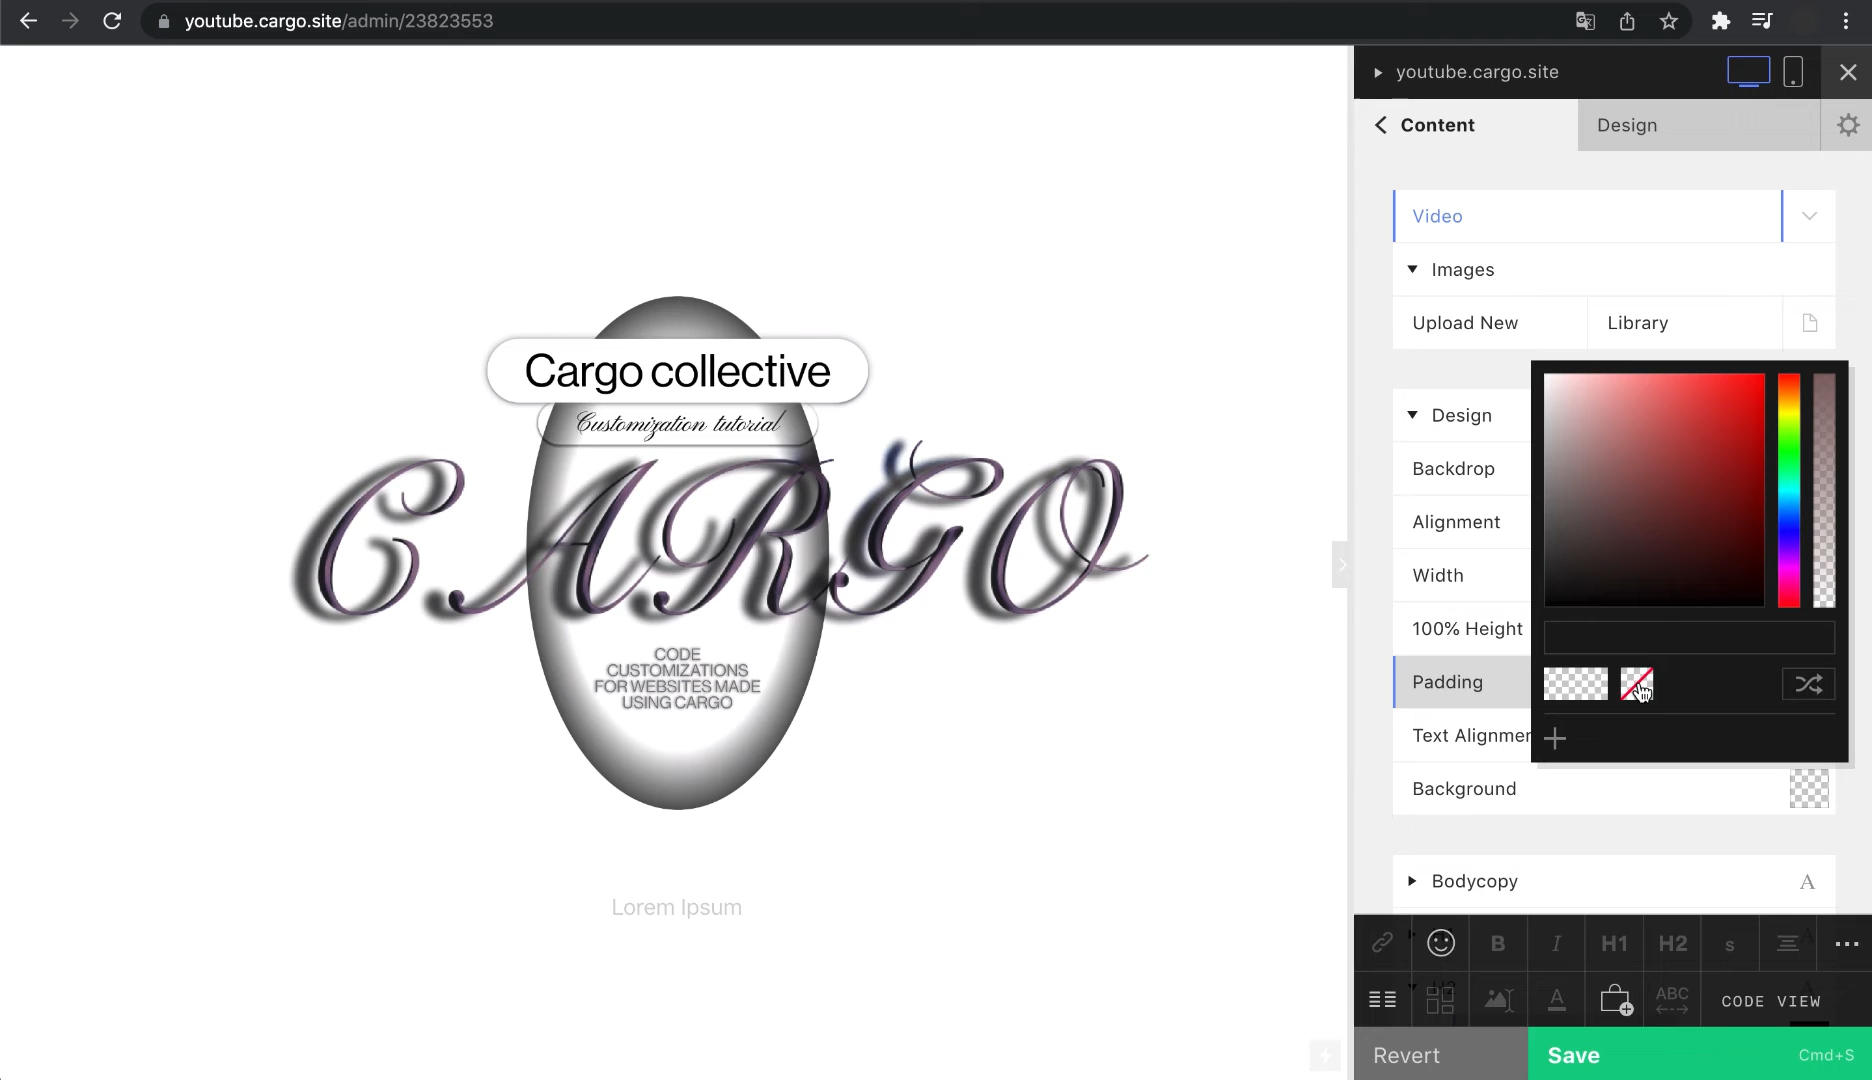 youtube.cargo.site/admin/23823553
youtube.cargo.site
Content
Design
Video
Images
Upload New
Library
Design
Backdrop
Alignment
Width
100% Height
Padding
Text Alignmen
Background
Bodycopy
A
Cargo collective
Customization tutorial
CARGO
CODE
CUSTOMIZATIONS
FOR WEBSITES MADE
USING CARGO
Lorem Ipsum
B
I
H1
H2
s
A
ABC
CODE VIEW
Revert
Save
Cmd+S